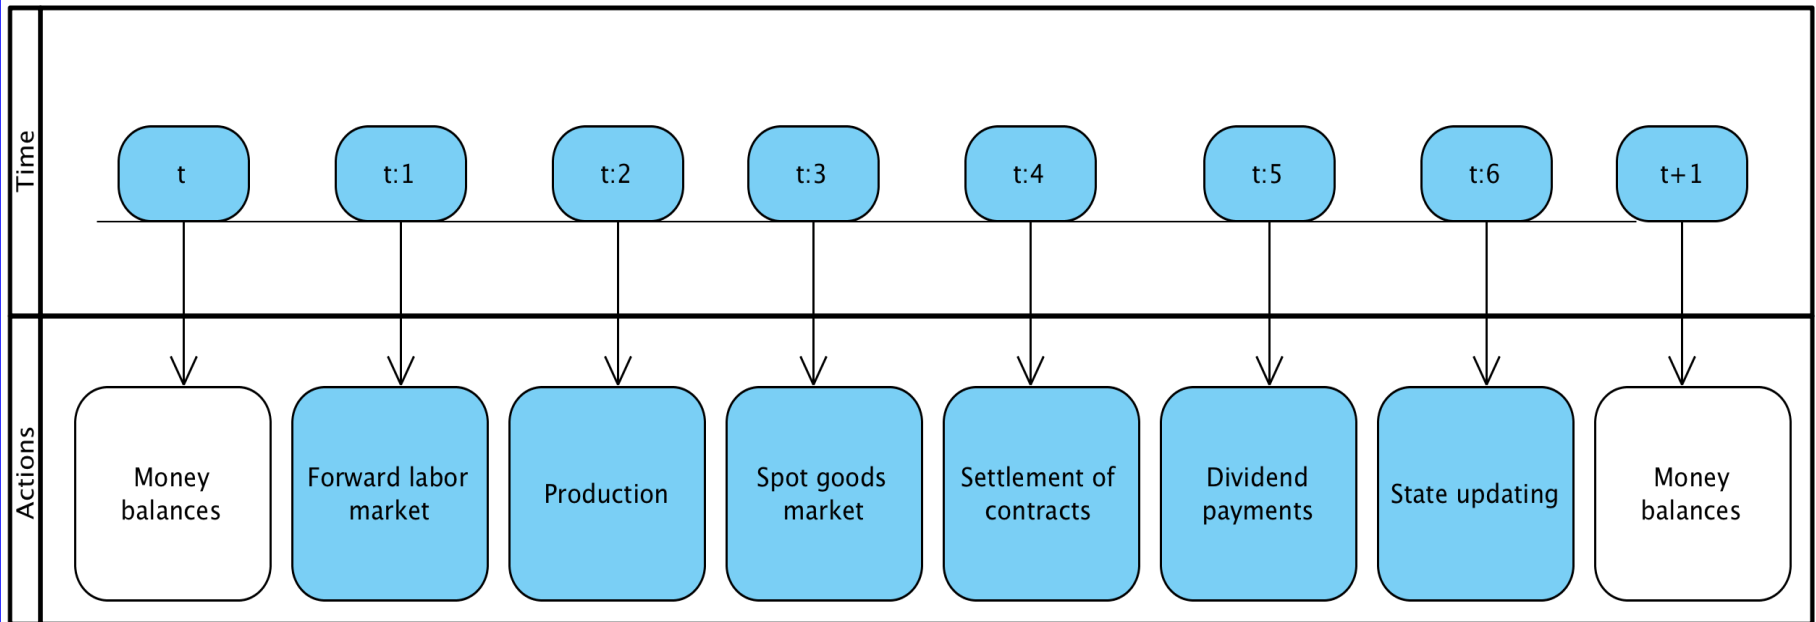 Time
t
t:1
t:2
t:3
t:4
t:5
t:6
t+1
Actions
Money
balances
Forward labor
market
Production
Spot goods
market
Settlement of
contracts
Dividend
payments
State updating
Money
balances